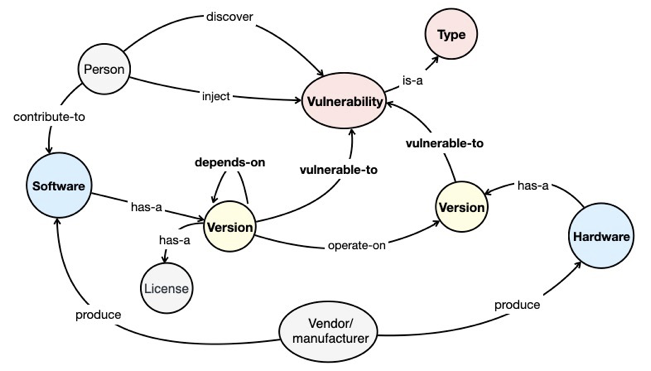 discover
Type
Person
is-a
inject
Vulnerability
contribute-to
vulnerable-to
depends-on
vulnerable-to
Software
has-a
has-a
Version
Version
Hardware
has-a
operate-on
License
produce
produce
Vendor/
manufacturer